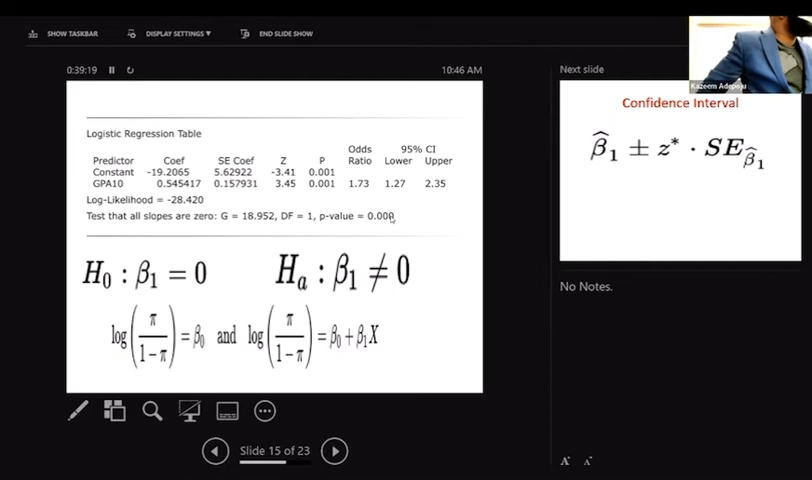 SHOW TASKBAR
DISPLAY SETTINGS ▼
END SLIDE SHOW
Kazeem Adepoju
0:39:19
10:46 AM
Next slide
Logistic Regression Table
Odds 95% CI
Predictor Coef SE Coef Z P Ratio Lower Upper
Constant -19.2065 5.62922 -3.41 0.001
GPA10 0.545417 0.157931 3.45 0.001 1.73 1.27 2.35
Log-Likelihood = -28.420
Test that all slopes are zero: G = 18.952, DF = 1, p-value = 0.000
H₀ : β₁ = 0 Hₐ : β₁ ≠ 0
log(π/(1−π)) = β₀ and log(π/(1−π)) = β₀ + β₁X
Confidence Interval
β̂₁ ± z* · SE_β̂₁
No Notes.
Slide 15 of 23
A A